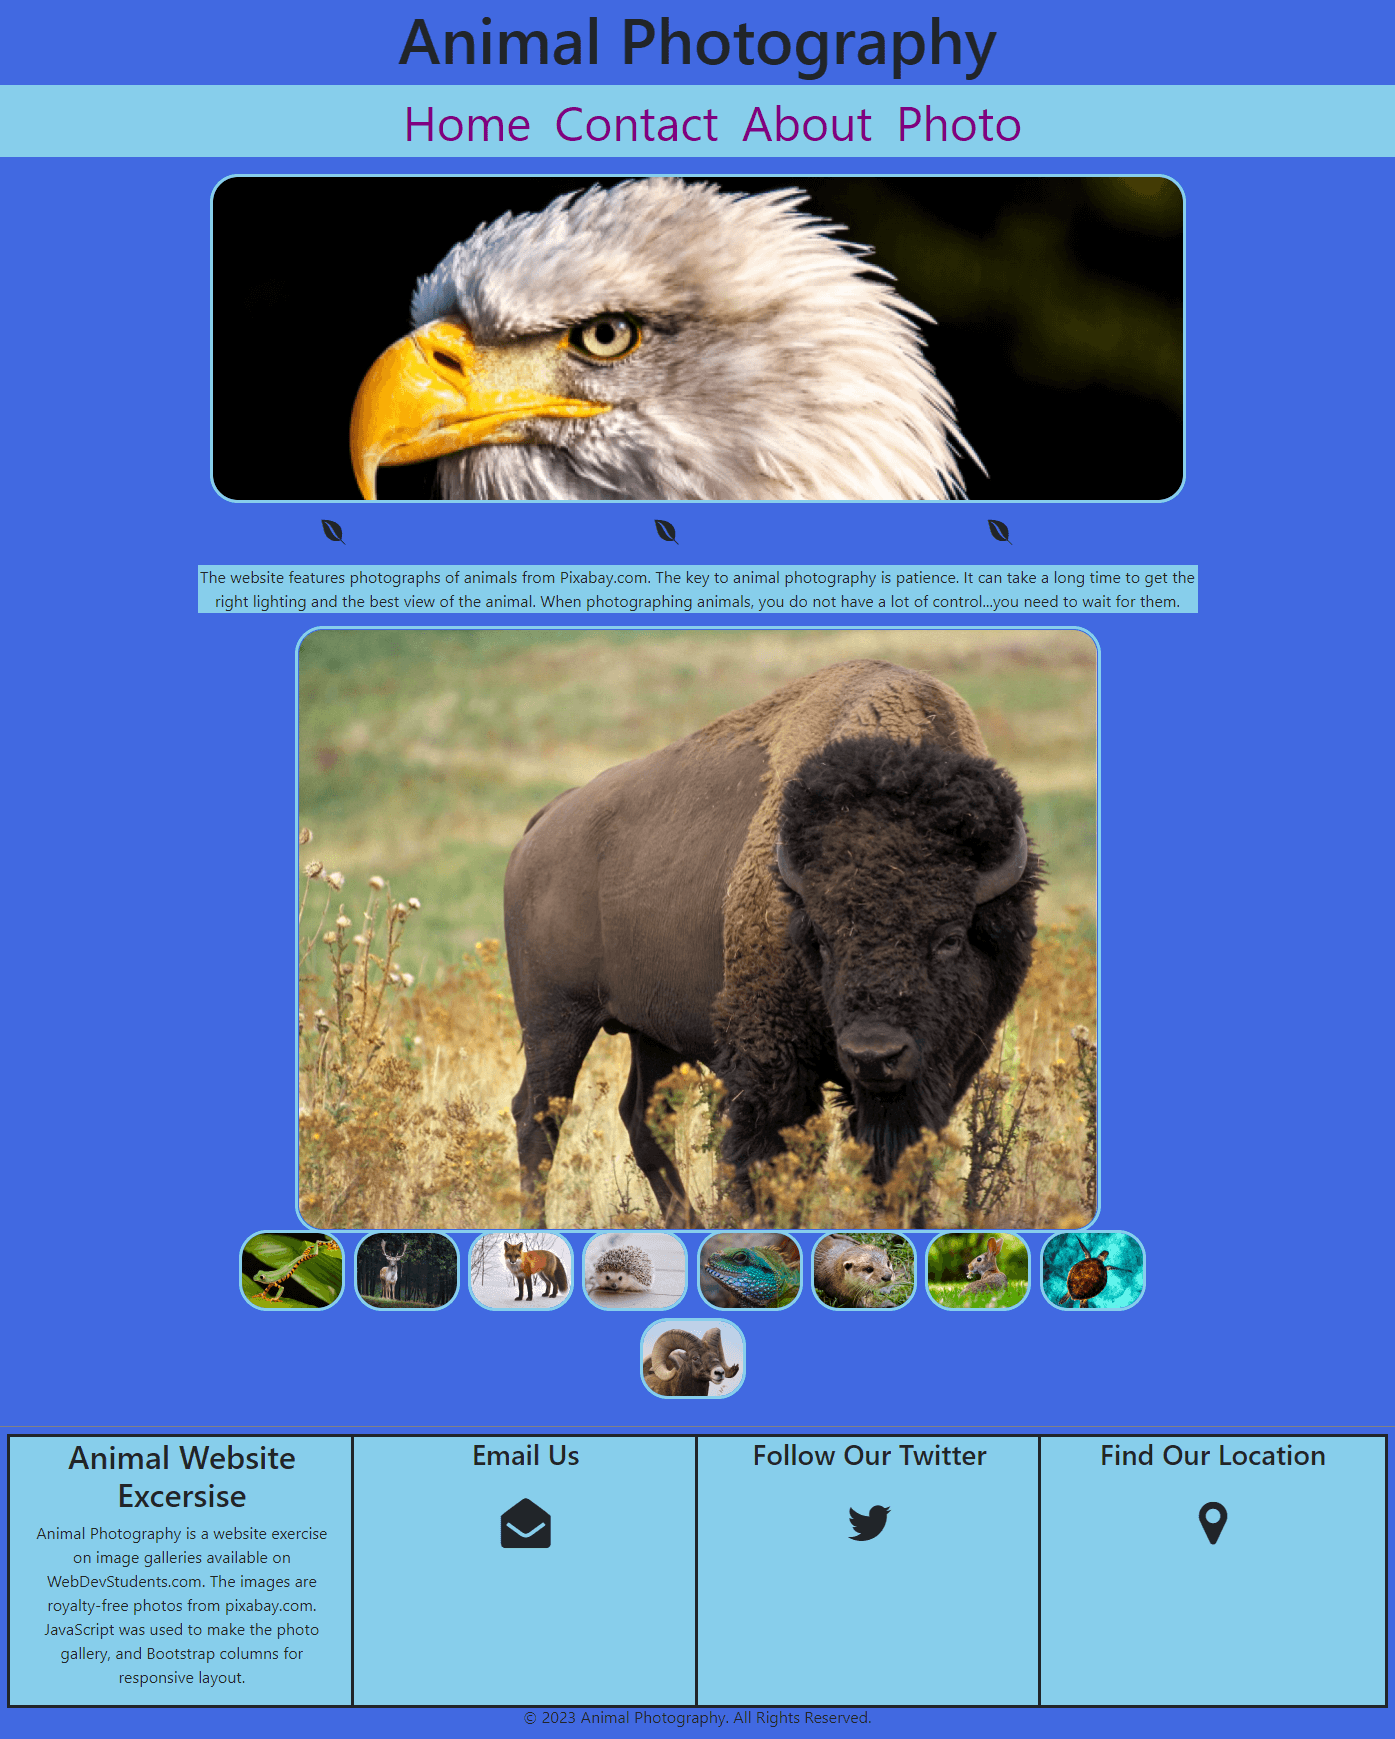 Animal Photography
Home Contact About Photo
The website features photographs of animals from Pixabay.com. The key to animal photography is patience. It can take a long time to get the
right lighting and the best view of the animal. When photographing animals, you do not have a lot of control...you need to wait for them.
Animal Website
Excersise
Animal Photography is a website exercise
on image galleries available on
WebDevStudents.com. The images are
royalty-free photos from pixabay.com.
JavaScript was used to make the photo
gallery, and Bootstrap columns for
responsive layout.
Email Us
Follow Our Twitter
Find Our Location
© 2023 Animal Photography. All Rights Reserved.